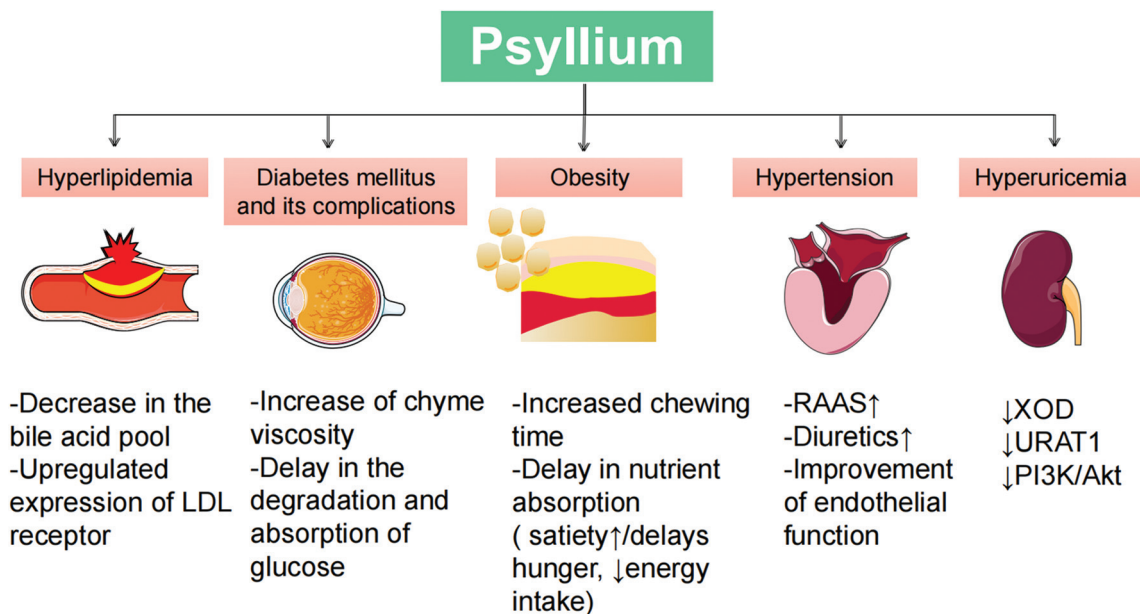 Psyllium
Hyperlipidemia
Diabetes mellitus
and its complications
Obesity
Hypertension
Hyperuricemia
-Decrease in the
bile acid pool
-Upregulated
expression of LDL
receptor
-Increase of chyme
viscosity
-Delay in the
degradation and
absorption of
glucose
-Increased chewing
time
-Delay in nutrient
absorption
( satiety↑/delays
hunger, ↓energy
intake)
-RAAS↑
-Diuretics↑
-Improvement
of endothelial
function
↓XOD
↓URAT1
↓PI3K/Akt